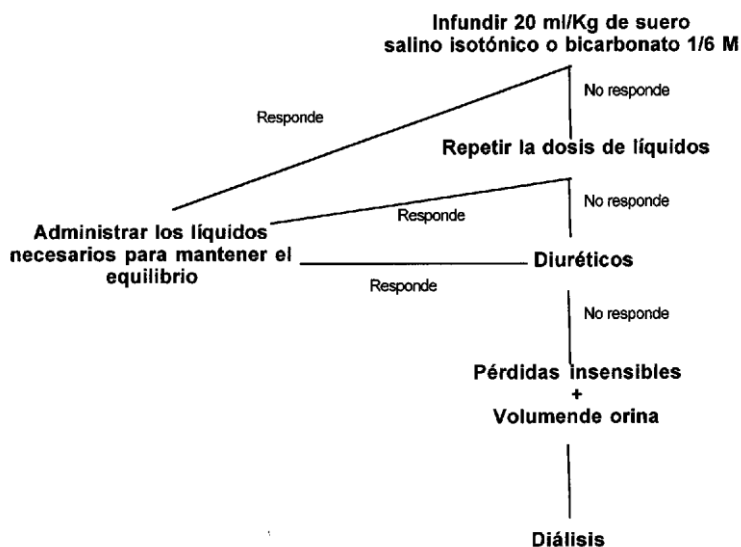 Infundir 20 ml/Kg de suero
salino isotónico o bicarbonato 1/6 M
No responde
Responde
Repetir la dosis de líquidos
No responde
Responde
Administrar los líquidos
necesarios para mantener el
equilibrio
Diuréticos
Responde
No responde
Pérdidas insensibles
+
Volumende orina
Diálisis